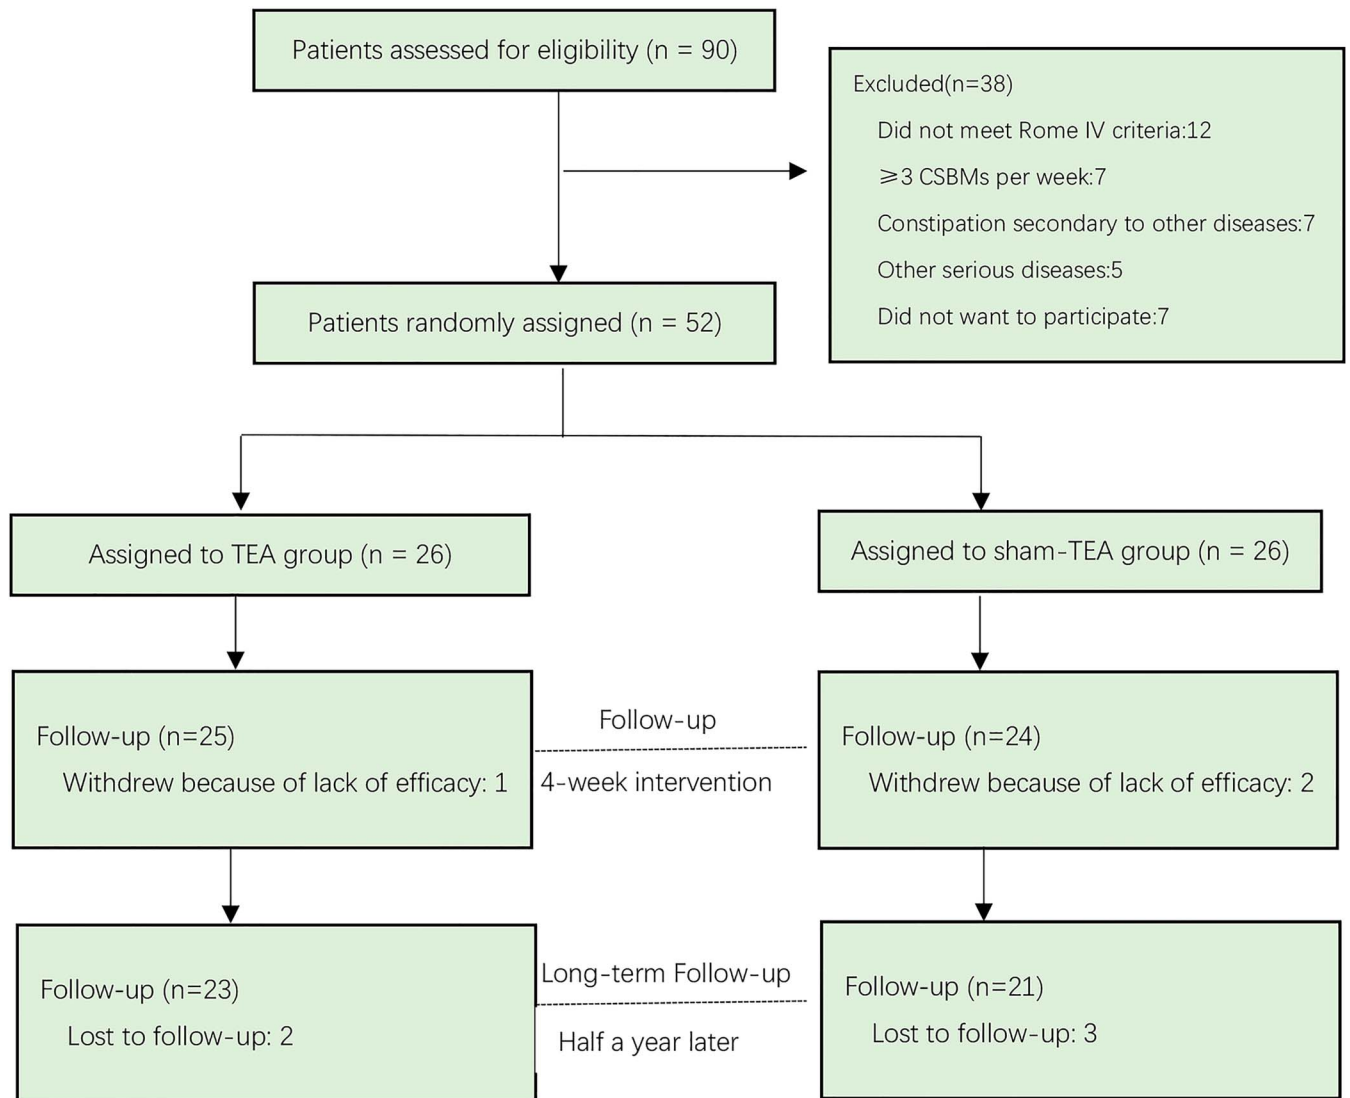 Patients assessed for eligibility (n = 90)
Excluded(n=38)
Did not meet Rome IV criteria:12
⩾3 CSBMs per week:7
Constipation secondary to other diseases:7
Other serious diseases:5
Did not want to participate:7
Patients randomly assigned (n = 52)
Assigned to TEA group (n = 26)
Assigned to sham-TEA group (n = 26)
Follow-up (n=25)
Withdrew because of lack of efficacy: 1
Follow-up
4-week intervention
Follow-up (n=24)
Withdrew because of lack of efficacy: 2
Follow-up (n=23)
Lost to follow-up: 2
Long-term Follow-up
Half a year later
Follow-up (n=21)
Lost to follow-up: 3